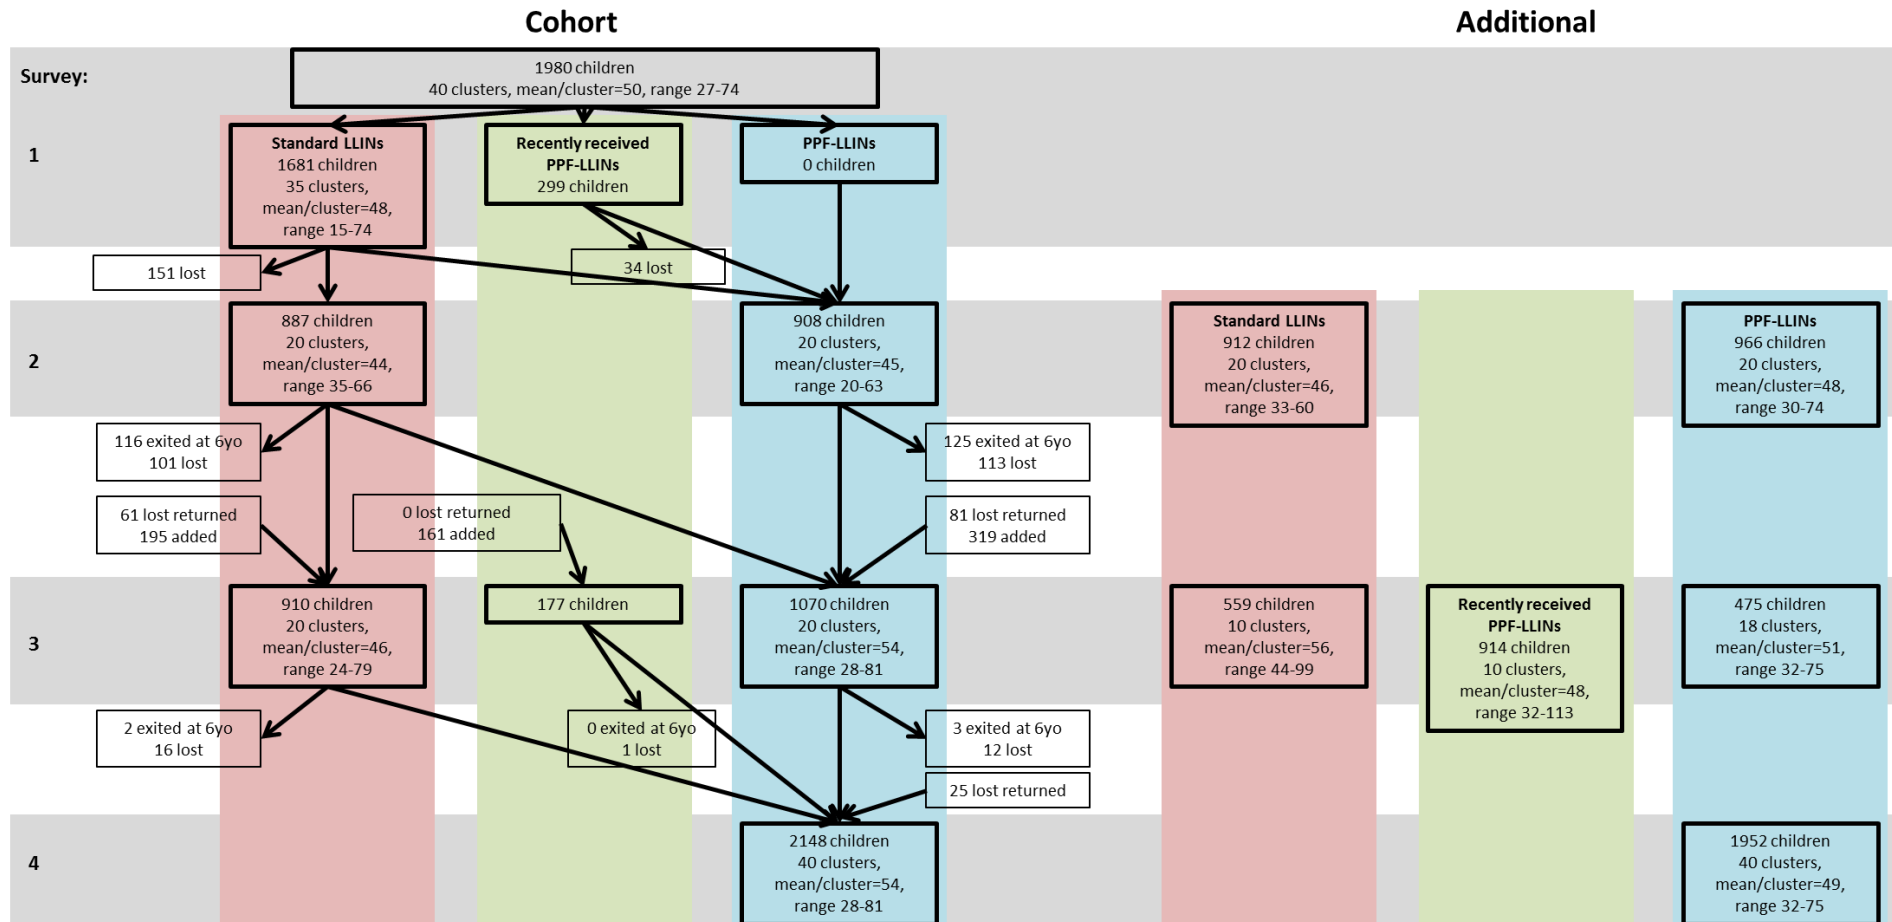 Cohort
Additional
Survey:
1980 children
40 clusters, mean/cluster=50, range 27-74
1
Standard LLINs
1681 children
35 clusters,
mean/cluster=48,
range 15-74
Recently received
PPF-LLINs
299 children
PPF-LLINs
0 children
151 lost
34 lost
2
887 children
20 clusters,
mean/cluster=44,
range 35-66
908 children
20 clusters,
mean/cluster=45,
range 20-63
Standard LLINs
912 children
20 clusters,
mean/cluster=46,
range 33-60
PPF-LLINs
966 children
20 clusters,
mean/cluster=48,
range 30-74
116 exited at 6yo
101 lost
125 exited at 6yo
113 lost
61 lost returned
195 added
0 lost returned
161 added
81 lost returned
319 added
3
910 children
20 clusters,
mean/cluster=46,
range 24-79
177 children
1070 children
20 clusters,
mean/cluster=54,
range 28-81
559 children
10 clusters,
mean/cluster=56,
range 44-99
Recently received
PPF-LLINs
914 children
10 clusters,
mean/cluster=48,
range 32-113
475 children
18 clusters,
mean/cluster=51,
range 32-75
2 exited at 6yo
16 lost
0 exited at 6yo
1 lost
3 exited at 6yo
12 lost
25 lost returned
4
2148 children
40 clusters,
mean/cluster=54,
range 28-81
1952 children
40 clusters,
mean/cluster=49,
range 32-75